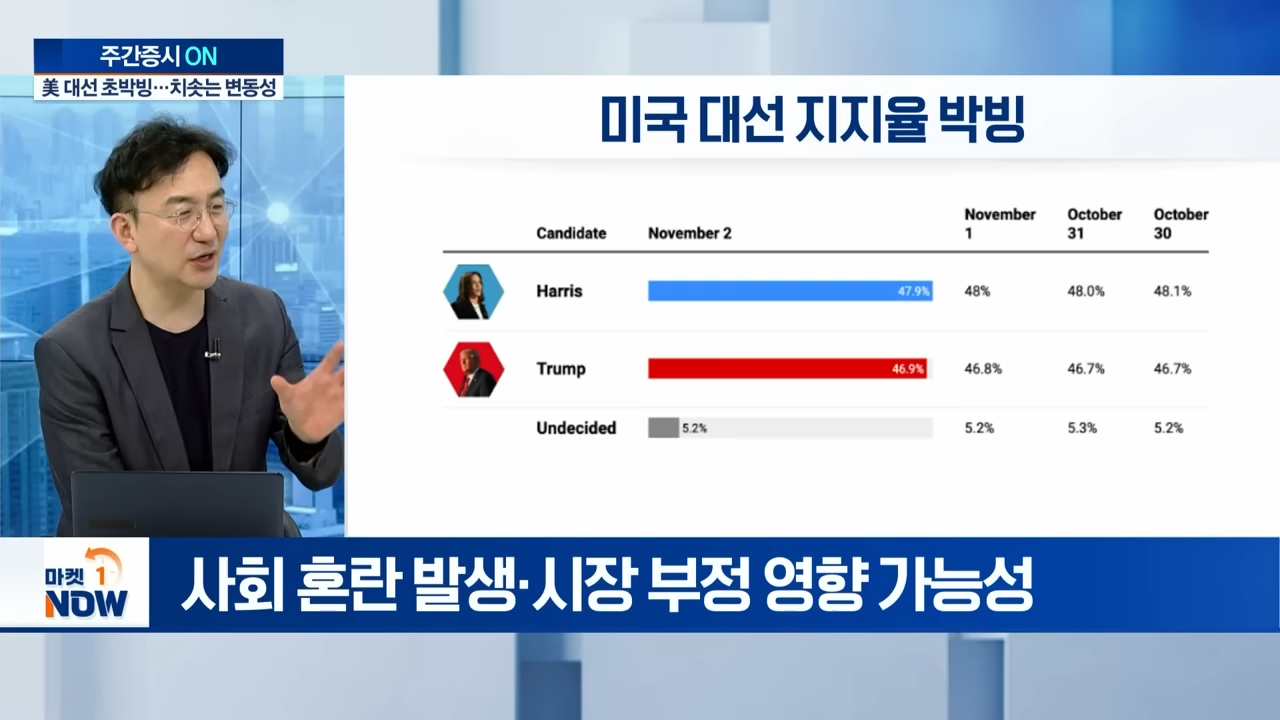 주간증시 ON
美 대선 초박빙…치솟는 변동성
미국 대선 지지율 박빙
Candidate November 2 November 1 October 31 October 30
Harris 47.9% 48% 48.0% 48.1%
Trump 46.9% 46.8% 46.7% 46.7%
Undecided 5.2% 5.2% 5.3% 5.2%
마켓 1 NOW
사회 혼란 발생·시장 부정 영향 가능성